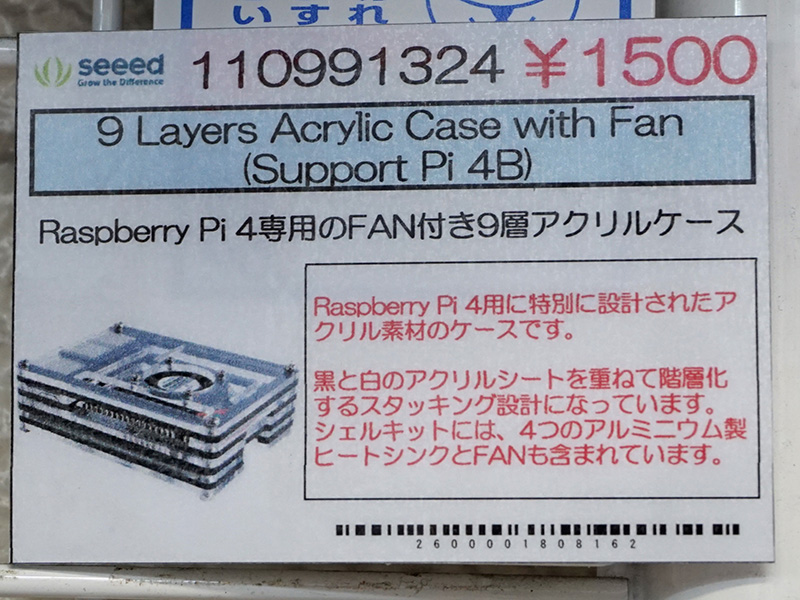 いすれ
seeed
Grow the Difference
110991324 ¥1500
9 Layers Acrylic Case with Fan
(Support Pi 4B)
Raspberry Pi 4専用のFAN付き9層アクリルケース
Raspberry Pi 4用に特別に設計されたア
クリル素材のケースです。
黒と白のアクリルシートを重ねて階層化
するスタッキング設計になっています。
シェルキットには、4つのアルミニウム製
ヒートシンクとFANも含まれています。
2600001808162